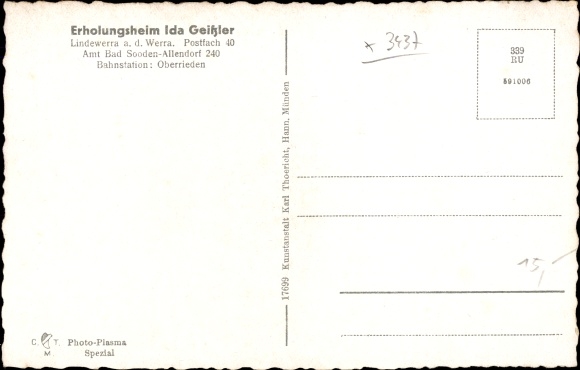 Erholungsheim Ida Geißler
Lindewerra a. d. Werra. Postfach 40
Amt Bad Sooden-Allendorf 240
Bahnstation: Oberrieden
x 3437
339
RU
891006
17699 Kunstanstalt Karl Thoericht, Hann. Münden
15,-
C. T. Photo-Plasma
M Spezial